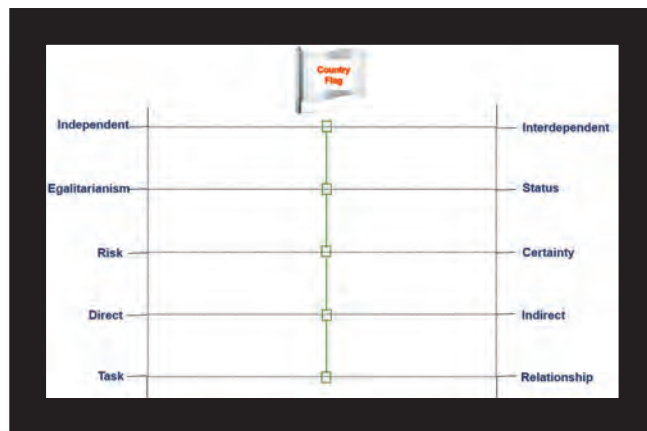 Country
Flag
Independent
Interdependent
Egalitarianism
Status
Risk
Certainty
Direct
Indirect
Task
Relationship